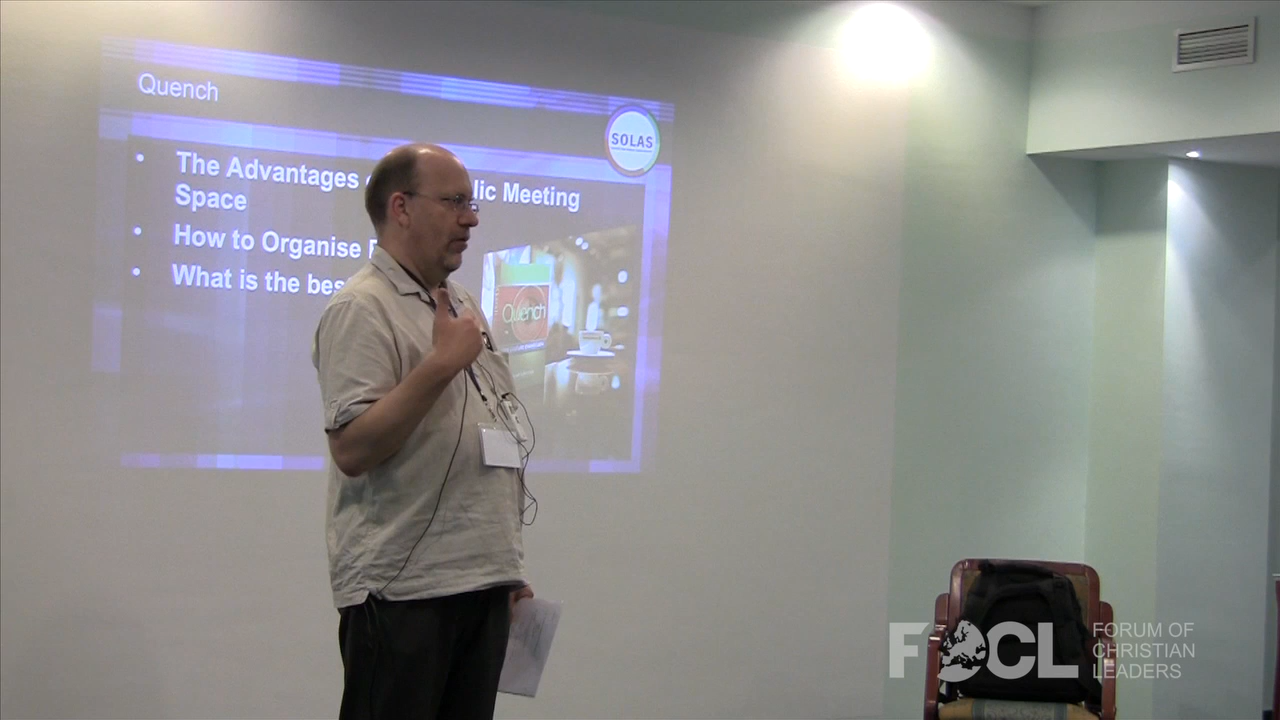 Quench
SOLAS
The Advantages lic Meeting
Space
How to Organise
What is the bes
Quench
FOCL
FORUM OF
CHRISTIAN
LEADERS